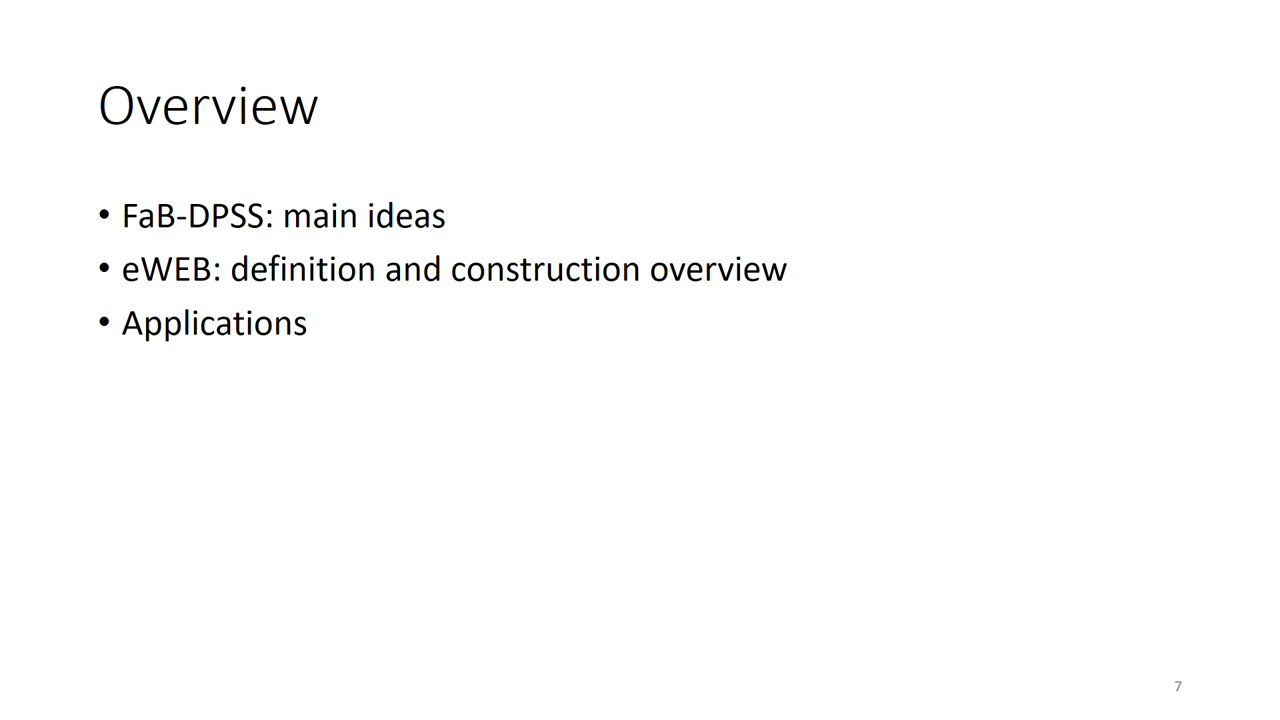 Overview
• FaB-DPSS: main ideas
• eWEB: definition and construction overview
• Applications
7